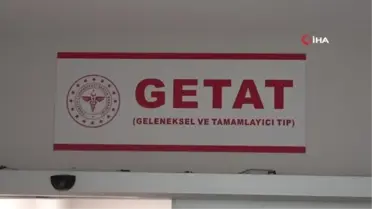 İHA
GETAT
(GELENEKSEL VE TAMAMLAYICI TIP)